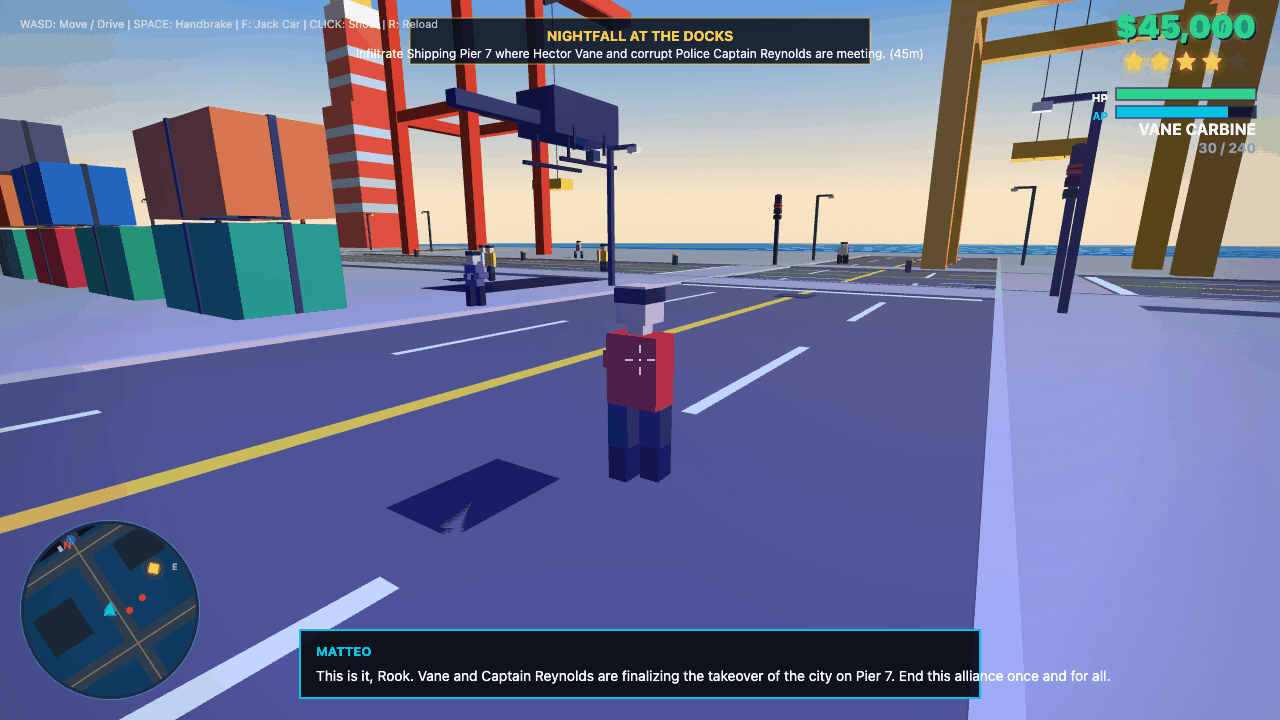 WASD: Move / Drive | SPACE: Handbrake | F: Jack Car | CLICK: Shoot | R: Reload
NIGHTFALL AT THE DOCKS
Infiltrate Shipping Pier 7 where Hector Vane and corrupt Police Captain Reynolds are meeting. (45m)
$45,000
HP
AP
VANE CARBINE
30 / 240
N
E
MATTEO
This is it, Rook. Vane and Captain Reynolds are finalizing the takeover of the city on Pier 7. End this alliance once and for all.